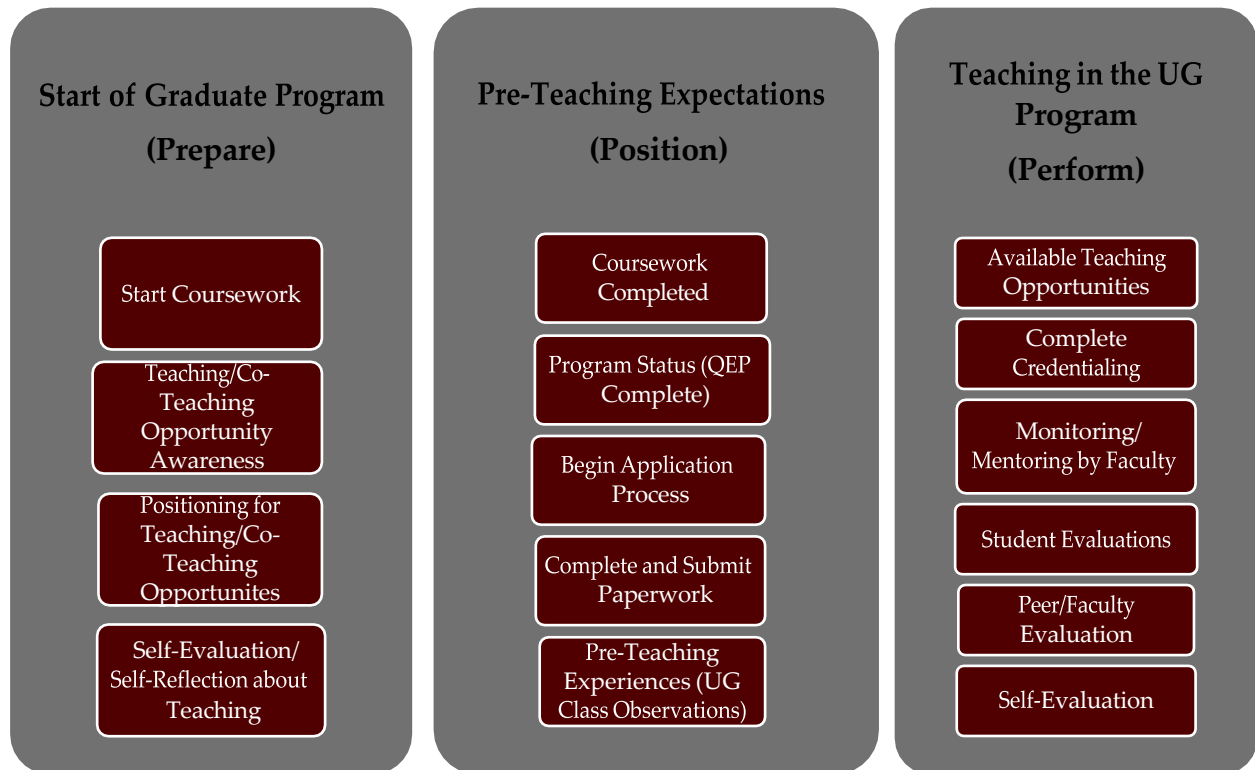 Start of Graduate Program
(Prepare)
Start Coursework
Teaching/Co-
Teaching
Opportunity
Awareness
Positioning for
Teaching/Co-
Teaching
Opportunites
Self-Evaluation/
Self-Reflection about
Teaching
Pre-Teaching Expectations
(Position)
Coursework
Completed
Program Status (QEP
Complete)
Begin Application
Process
Complete and Submit
Paperwork
Pre-Teaching
Experiences (UG
Class Observations)
Teaching in the UG
Program
(Perform)
Available Teaching
Opportunities
Complete
Credentialing
Monitoring/
Mentoring by Faculty
Student Evaluations
Peer/Faculty
Evaluation
Self-Evaluation